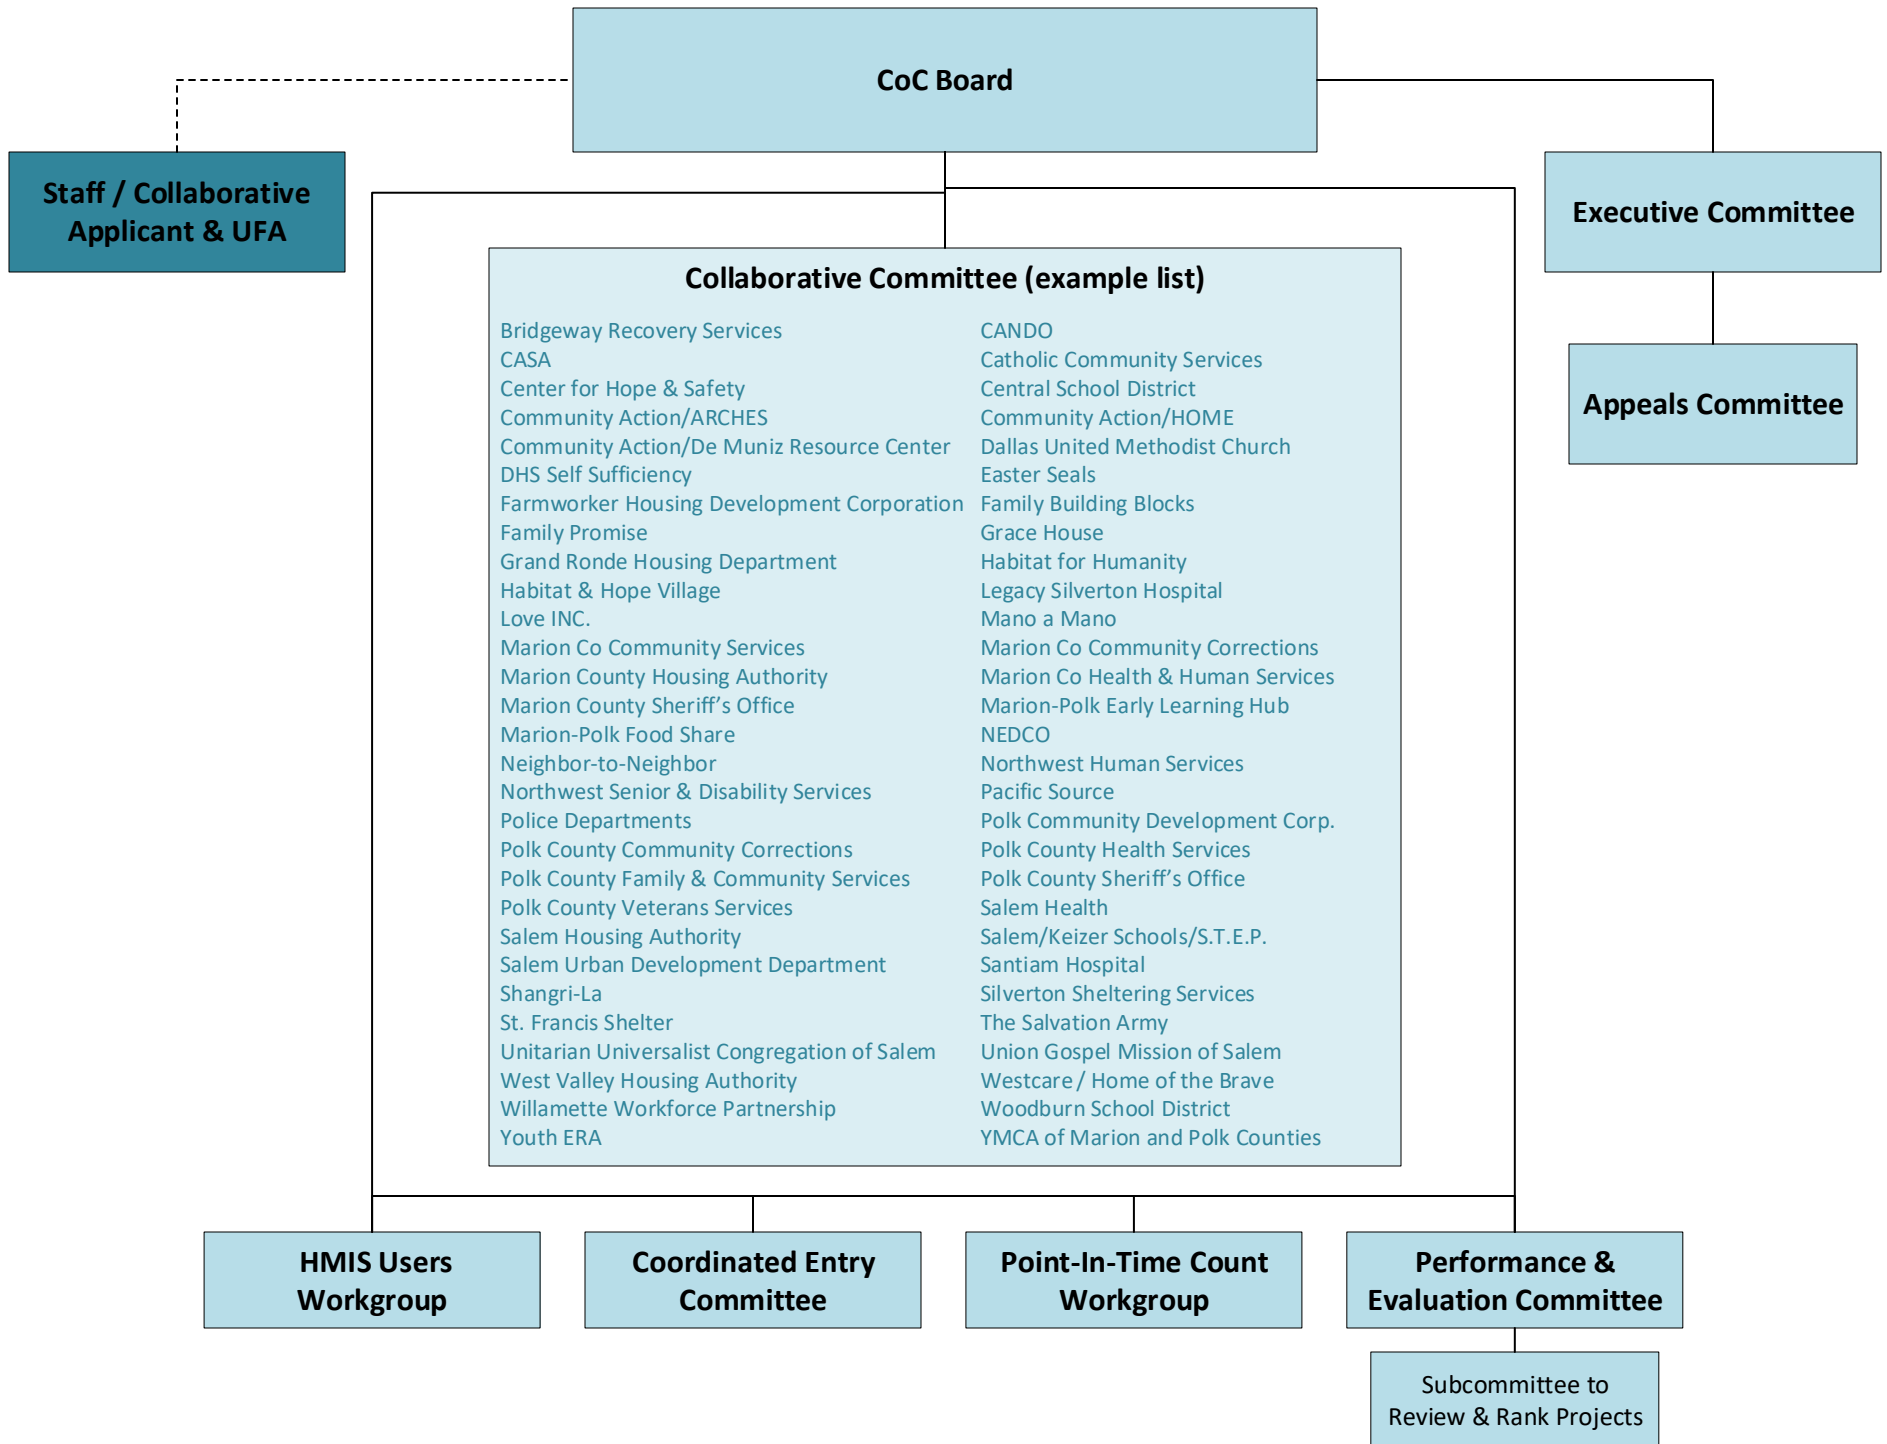 CoC Board
Staff / Collaborative
Applicant & UFA
Executive Committee
Appeals Committee
Collaborative Committee (example list)
Bridgeway Recovery Services
CASA
Center for Hope & Safety
Community Action/ARCHES
Community Action/De Muniz Resource Center
DHS Self Sufficiency
Farmworker Housing Development Corporation
Family Promise
Grand Ronde Housing Department
Habitat & Hope Village
Love INC.
Marion Co Community Services
Marion County Housing Authority
Marion County Sheriff’s Office
Marion-Polk Food Share
Neighbor-to-Neighbor
Northwest Senior & Disability Services
Police Departments
Polk County Community Corrections
Polk County Family & Community Services
Polk County Veterans Services
Salem Housing Authority
Salem Urban Development Department
Shangri-La
St. Francis Shelter
Unitarian Universalist Congregation of Salem
West Valley Housing Authority
Willamette Workforce Partnership
Youth ERA
CANDO
Catholic Community Services
Central School District
Community Action/HOME
Dallas United Methodist Church
Easter Seals
Family Building Blocks
Grace House
Habitat for Humanity
Legacy Silverton Hospital
Mano a Mano
Marion Co Community Corrections
Marion Co Health & Human Services
Marion-Polk Early Learning Hub
NEDCO
Northwest Human Services
Pacific Source
Polk Community Development Corp.
Polk County Health Services
Polk County Sheriff’s Office
Salem Health
Salem/Keizer Schools/S.T.E.P.
Santiam Hospital
Silverton Sheltering Services
The Salvation Army
Union Gospel Mission of Salem
Westcare / Home of the Brave
Woodburn School District
YMCA of Marion and Polk Counties
HMIS Users
Workgroup
Coordinated Entry
Committee
Point-In-Time Count
Workgroup
Performance &
Evaluation Committee
Subcommittee to
Review & Rank Projects